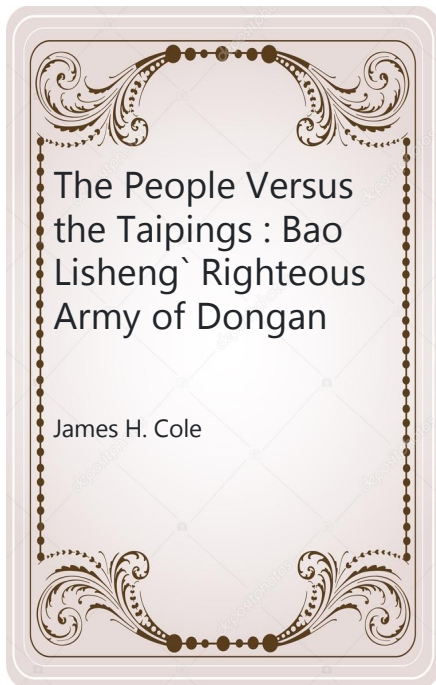 The People Versus
the Taipings : Bao
Lisheng` Righteous
Army of Dongan
James H. Cole